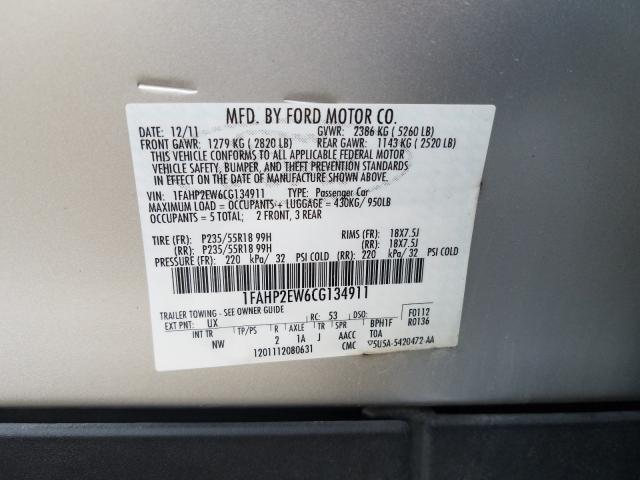 MFD. BY FORD MOTOR CO.
DATE: 12/11 GVWR: 2386 KG ( 5260 LB)
FRONT GAWR: 1279 KG ( 2820 LB) REAR GAWR: 1143 KG ( 2520 LB)
THIS VEHICLE CONFORMS TO ALL APPLICABLE FEDERAL MOTOR
VEHICLE SAFETY, BUMPER, AND THEFT PREVENTION STANDARDS
IN EFFECT ON THE DATE OF MANUFACTURE SHOWN ABOVE.
VIN: 1FAHP2EW6CG134911 TYPE: Passenger Car
MAXIMUM LOAD = OCCUPANTS + LUGGAGE = 430KG/ 950LB
OCCUPANTS = 5 TOTAL; 2 FRONT, 3 REAR
TIRE (FR): P235/55R18 99H RIMS (FR): 18X7.5J
(RR): P235/55R18 99H (RR): 18X7.5J
PRESSURE (FR): 220 kPa/ 32 PSI COLD (RR): 220 kPa/ 32 PSI COLD
1FAHP2EW6CG134911
TRAILER TOWING - SEE OWNER GUIDE
RC: 53 DSO: F0112
EXT PNT: UX BPH1F R0136
INT TR TP/PS R AXLE TR SPR TOA
NW 2 1A J AACC
1201112080631 CMC ▽5U5A-5420472-AA